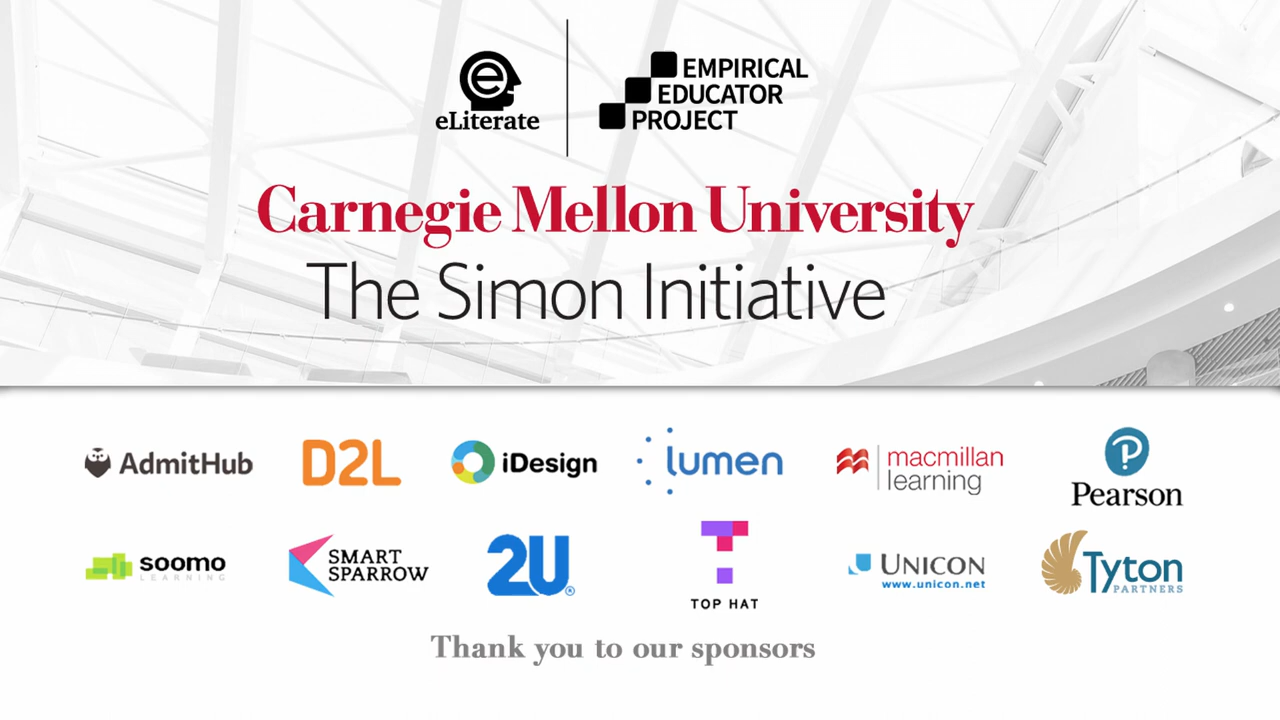 eLiterate
EMPIRICAL
EDUCATOR
PROJECT
Carnegie Mellon University
The Simon Initiative
AdmitHub
D2L
iDesign
lumen
macmillan
learning
Pearson
soomo
LEARNING
SMART
SPARROW
2U®
TOP HAT
UNICON
www.unicon.net
Tyton
PARTNERS
Thank you to our sponsors